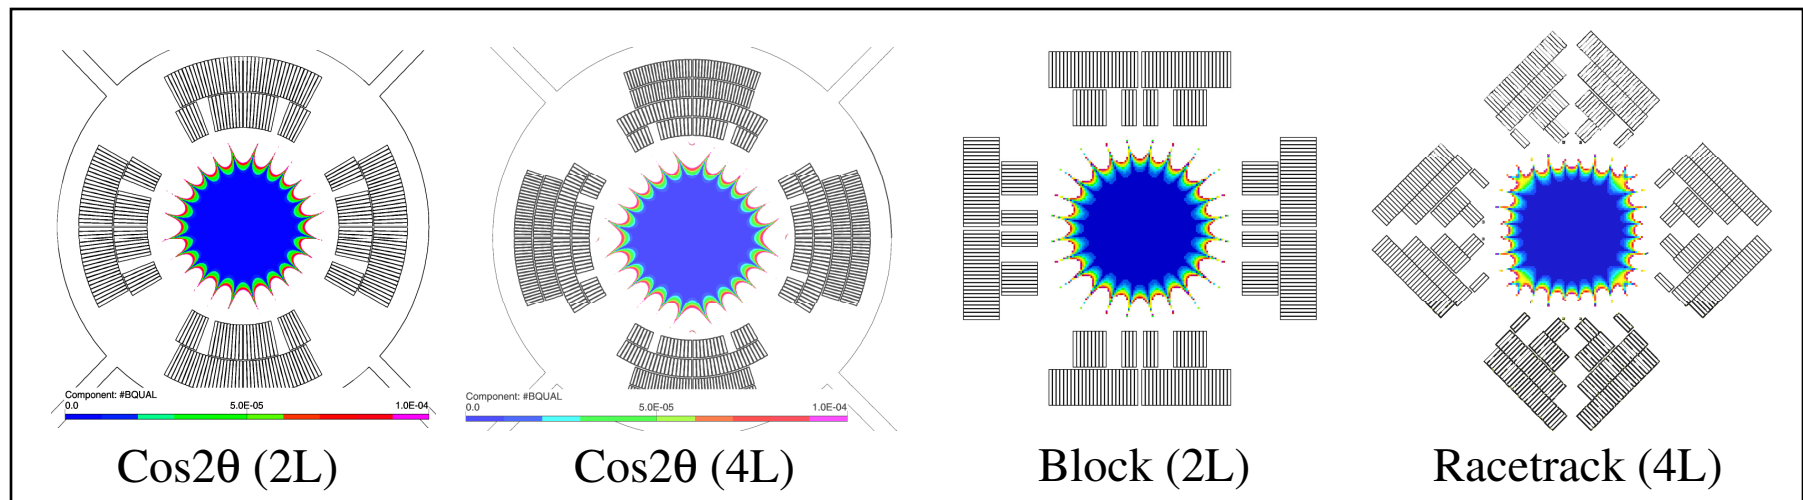 Component: #BQUAL
0.0 5.0E-05 1.0E-04
Component: #BQUAL
0.0 5.0E-05 1.0E-04
Cos2θ (2L) Cos2θ (4L) Block (2L) Racetrack (4L)